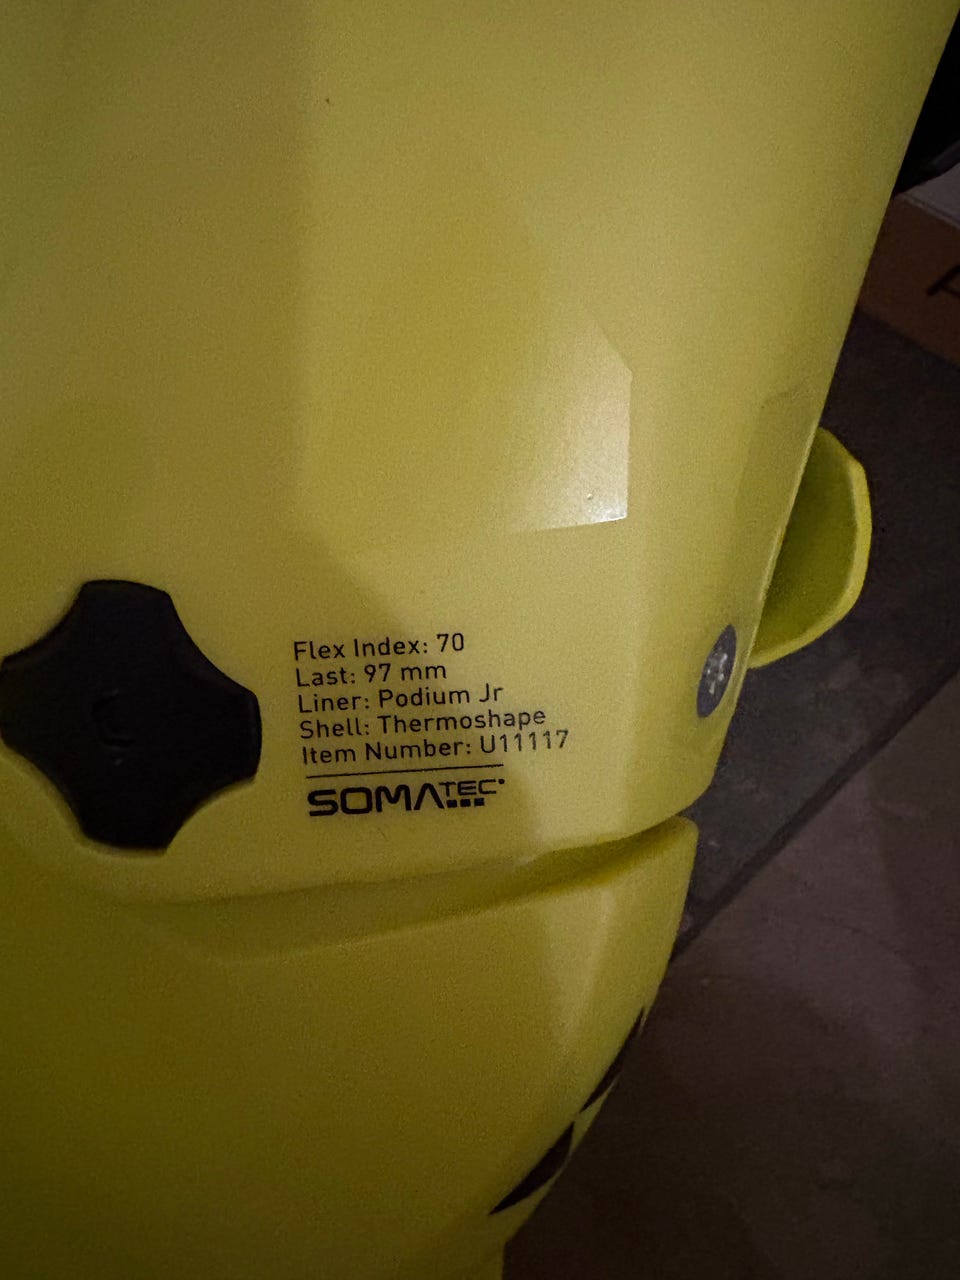 Flex Index: 70
Last: 97 mm
Liner: Podium Jr
Shell: Thermoshape
Item Number: U11117
SOMATEC